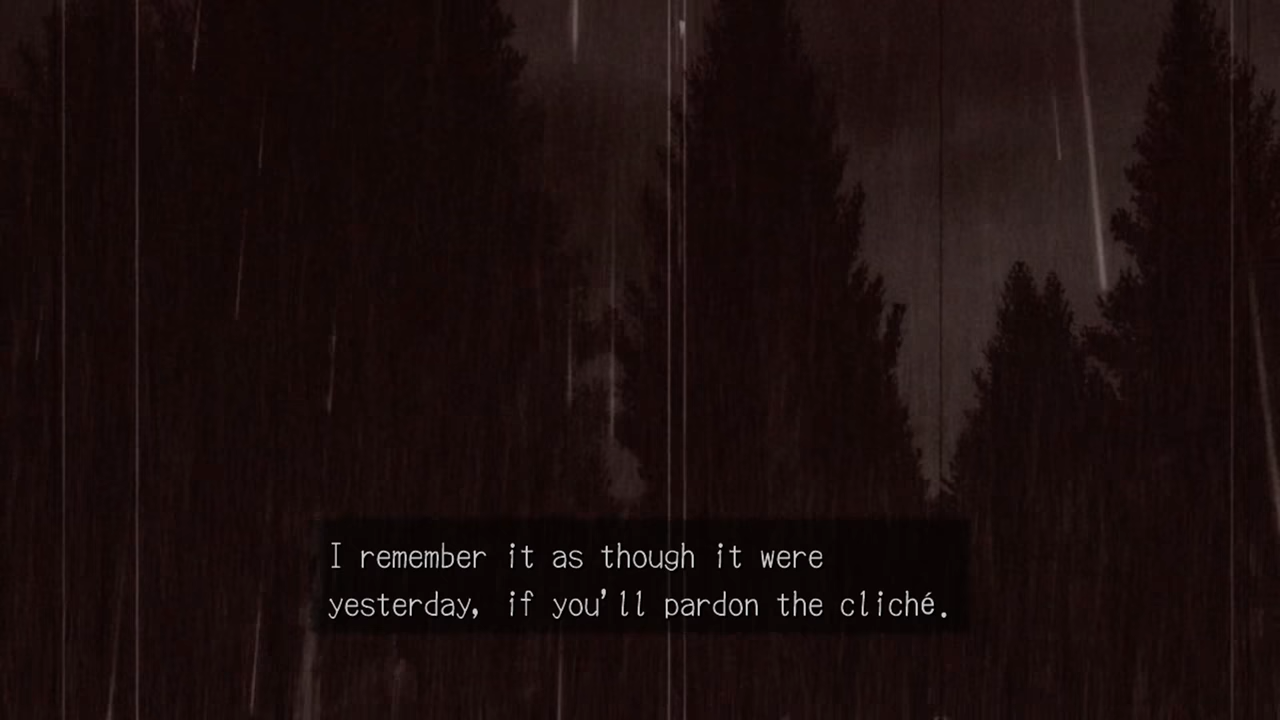 I remember it as though it were
yesterday, if you'll pardon the cliché.